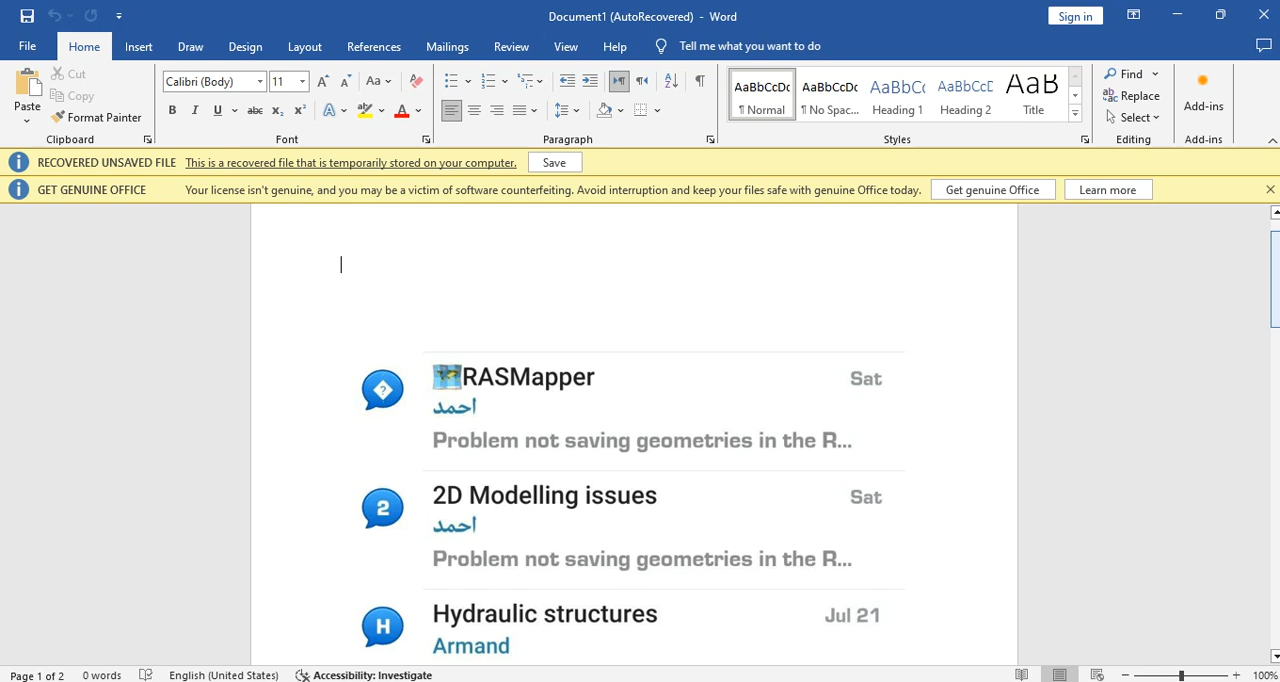 Document1 (AutoRecovered) - Word
Sign in
File Home Insert Draw Design Layout References Mailings Review View Help Tell me what you want to do
Paste
Cut
Copy
Format Painter
Clipboard
Calibri (Body) 11
Aa
B I U abc x₂ x² A A
Font
Paragraph
AaBbCcDc AaBbCcDc AaBbC AaBbCcD AaB
¶ Normal ¶ No Spac... Heading 1 Heading 2 Title
Styles
Find
Replace
Select
Editing
Add-ins
Add-ins
RECOVERED UNSAVED FILE This is a recovered file that is temporarily stored on your computer. Save
GET GENUINE OFFICE Your license isn't genuine, and you may be a victim of software counterfeiting. Avoid interruption and keep your files safe with genuine Office today. Get genuine Office Learn more
?
RASMapper Sat
احمد
Problem not saving geometries in the R...
2
2D Modelling issues Sat
احمد
Problem not saving geometries in the R...
H
Hydraulic structures Jul 21
Armand
Page 1 of 2 0 words English (United States) Accessibility: Investigate 100%